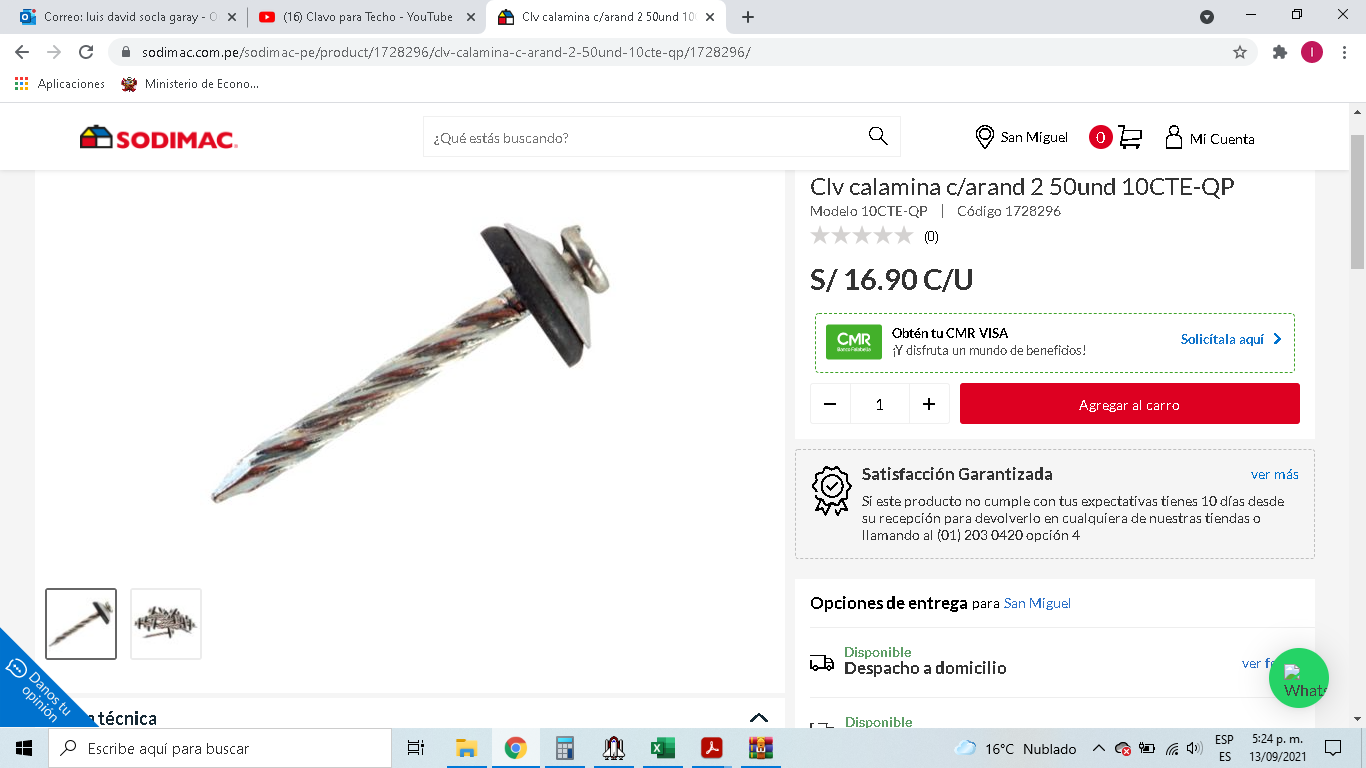 Correo: luis david socla garay - O
(16) Clavo para Techo - YouTube
Clv calamina c/arand 2 50und 10
sodimac.com.pe/sodimac-pe/product/1728296/clv-calamina-c-arand-2-50und-10cte-qp/1728296/
I
Aplicaciones
Ministerio de Econo...
SODIMAC.
¿Qué estás buscando?
San Miguel
0
Mi Cuenta
Clv calamina c/arand 2 50und 10CTE-QP
Modelo 10CTE-QP | Código 1728296
(0)
S/ 16.90 C/U
CMR
Banco Falabella
Obtén tu CMR VISA
¡Y disfruta un mundo de beneficios!
Solicítala aquí
− 1 +
Agregar al carro
Satisfacción Garantizada
ver más
Si este producto no cumple con tus expectativas tienes 10 días desde
su recepción para devolverlo en cualquiera de nuestras tiendas o
llamando al (01) 203 0420 opción 4
Opciones de entrega para San Miguel
Disponible
Despacho a domicilio
ver fe
Whats
Disponible
Danos tu
opinión
a técnica
Escribe aquí para buscar
16°C Nublado
ESP
ES
5:24 p. m.
13/09/2021